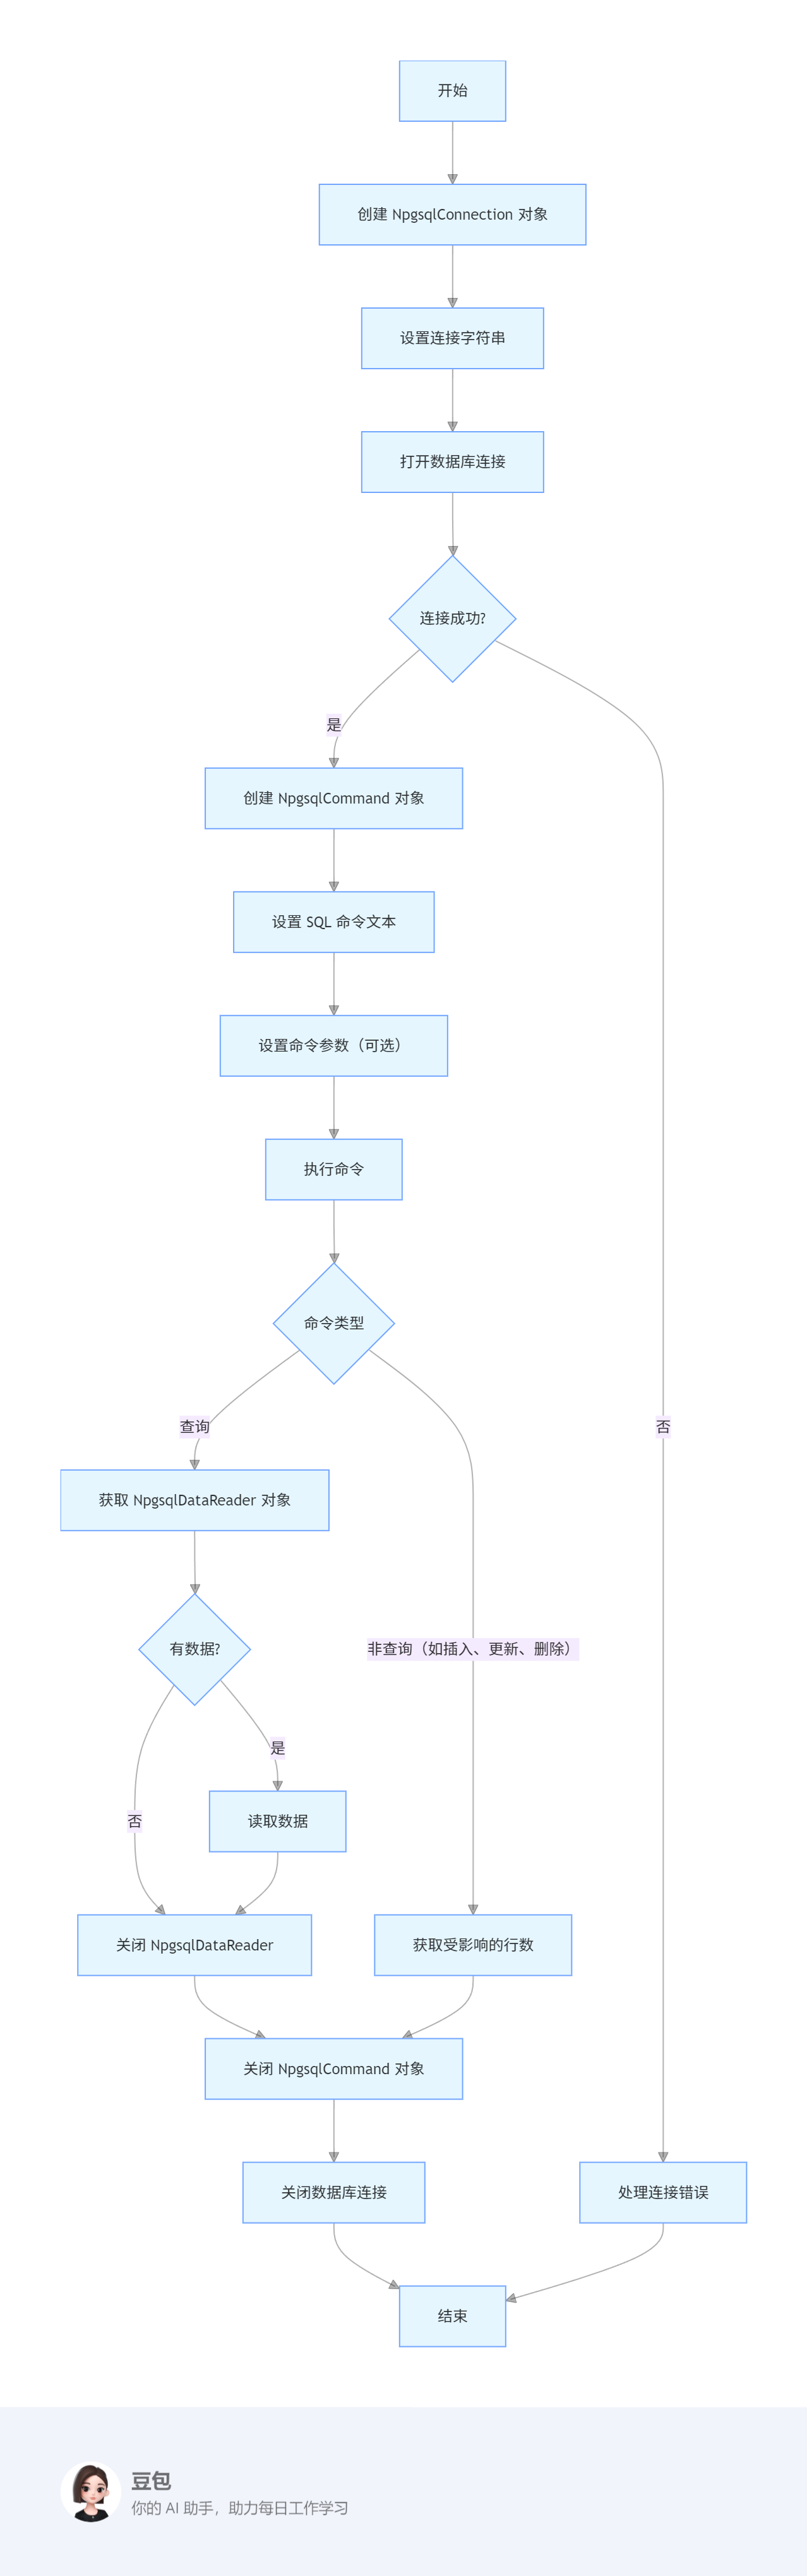 开始
创建 NpgsqlConnection 对象
设置连接字符串
打开数据库连接
连接成功?
是
创建 NpgsqlCommand 对象
设置 SQL 命令文本
设置命令参数（可选）
执行命令
命令类型
查询
否
获取 NpgsqlDataReader 对象
有数据?
非查询（如插入、更新、删除）
是
否
读取数据
关闭 NpgsqlDataReader
获取受影响的行数
关闭 NpgsqlCommand 对象
关闭数据库连接
处理连接错误
结束
豆包
你的 AI 助手，助力每日工作学习